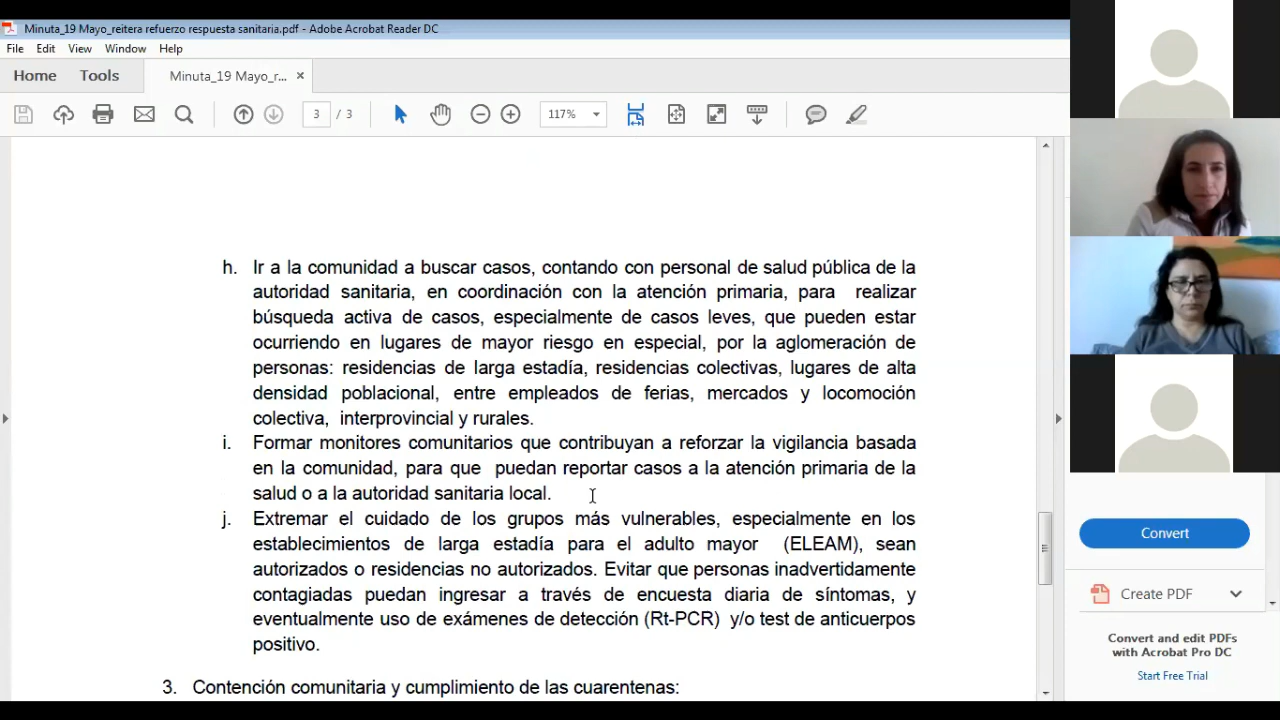 Minuta_19 Mayo_reitera refuerzo respuesta sanitaria.pdf - Adobe Acrobat Reader DC
File Edit View Window Help
Home Tools Minuta_19 Mayo_r... ×
3 / 3 117%
h. Ir a la comunidad a buscar casos, contando con personal de salud pública de la
autoridad sanitaria, en coordinación con la atención primaria, para realizar
búsqueda activa de casos, especialmente de casos leves, que pueden estar
ocurriendo en lugares de mayor riesgo en especial, por la aglomeración de
personas: residencias de larga estadía, residencias colectivas, lugares de alta
densidad poblacional, entre empleados de ferias, mercados y locomoción
colectiva, interprovincial y rurales.
i. Formar monitores comunitarios que contribuyan a reforzar la vigilancia basada
en la comunidad, para que puedan reportar casos a la atención primaria de la
salud o a la autoridad sanitaria local.
j. Extremar el cuidado de los grupos más vulnerables, especialmente en los
establecimientos de larga estadía para el adulto mayor (ELEAM), sean
autorizados o residencias no autorizados. Evitar que personas inadvertidamente
contagiadas puedan ingresar a través de encuesta diaria de síntomas, y
eventualmente uso de exámenes de detección (Rt-PCR) y/o test de anticuerpos
positivo.
3. Contención comunitaria y cumplimiento de las cuarentenas:
Convert
Create PDF
Convert and edit PDFs
with Acrobat Pro DC
Start Free Trial